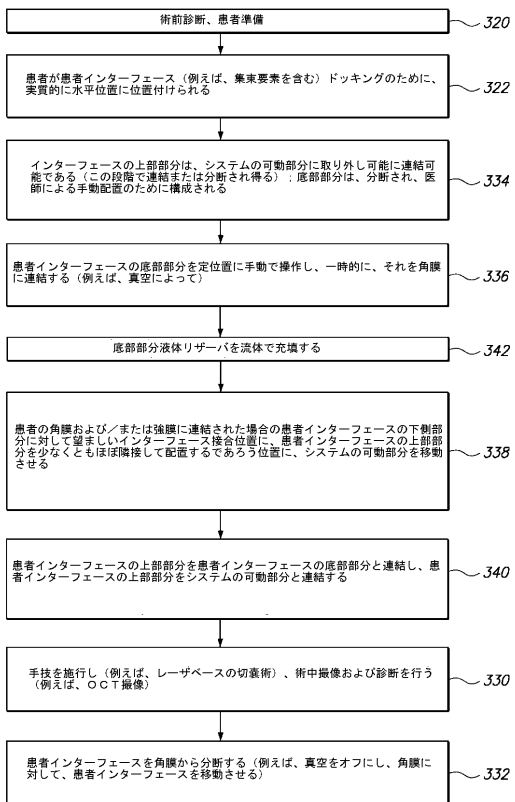 術前診断、患者準備
320
患者が患者インターフェース（例えば、集束要素を含む）ドッキングのために、
実質的に水平位置に位置付けられる
322
インターフェースの上部部分は、システムの可動部分に取り外し可能に連結可
能である（この段階で連結または分断され得る）；底部部分は、分断され、医
師による手動配置のために構成される
334
患者インターフェースの底部部分を定位置に手動で操作し、一時的に、それを角膜
に連結する（例えば、真空によって）
336
底部部分液体リザーバを流体で充填する
342
患者の角膜および／または強膜に連結された場合の患者インターフェースの下側部
分に対して望ましいインターフェース接合位置に、患者インターフェースの上部部
分を少なくともほぼ隣接して配置するであろう位置に、システムの可動部分を移動
させる
338
患者インターフェースの上部部分を患者インターフェースの底部部分と連結し、患
者インターフェースの上部部分をシステムの可動部分と連結する
340
手技を施行し（例えば、レーザベースの切嚢術）、術中撮像および診断を行う
（例えば、ＯＣＴ撮像）
330
患者インターフェースを角膜から分断する（例えば、真空をオフにし、角膜に
対して、患者インターフェースを移動させる）
332